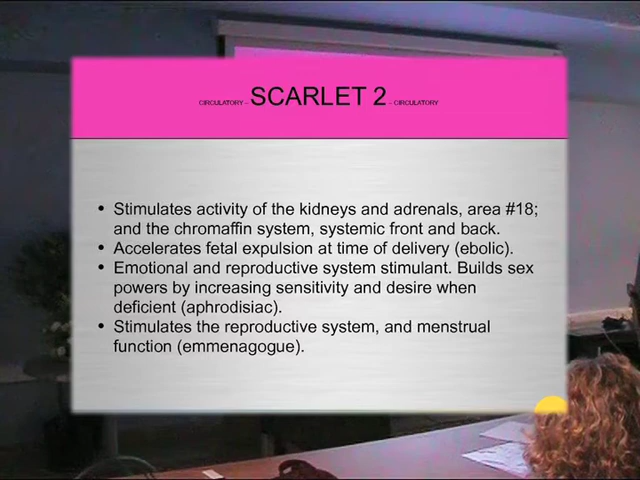 CIRCULATORY – SCARLET 2 – CIRCULATORY
• Stimulates activity of the kidneys and adrenals, area #18;
and the chromaffin system, systemic front and back.
• Accelerates fetal expulsion at time of delivery (ebolic).
• Emotional and reproductive system stimulant. Builds sex
powers by increasing sensitivity and desire when
deficient (aphrodisiac).
• Stimulates the reproductive system, and menstrual
function (emmenagogue).